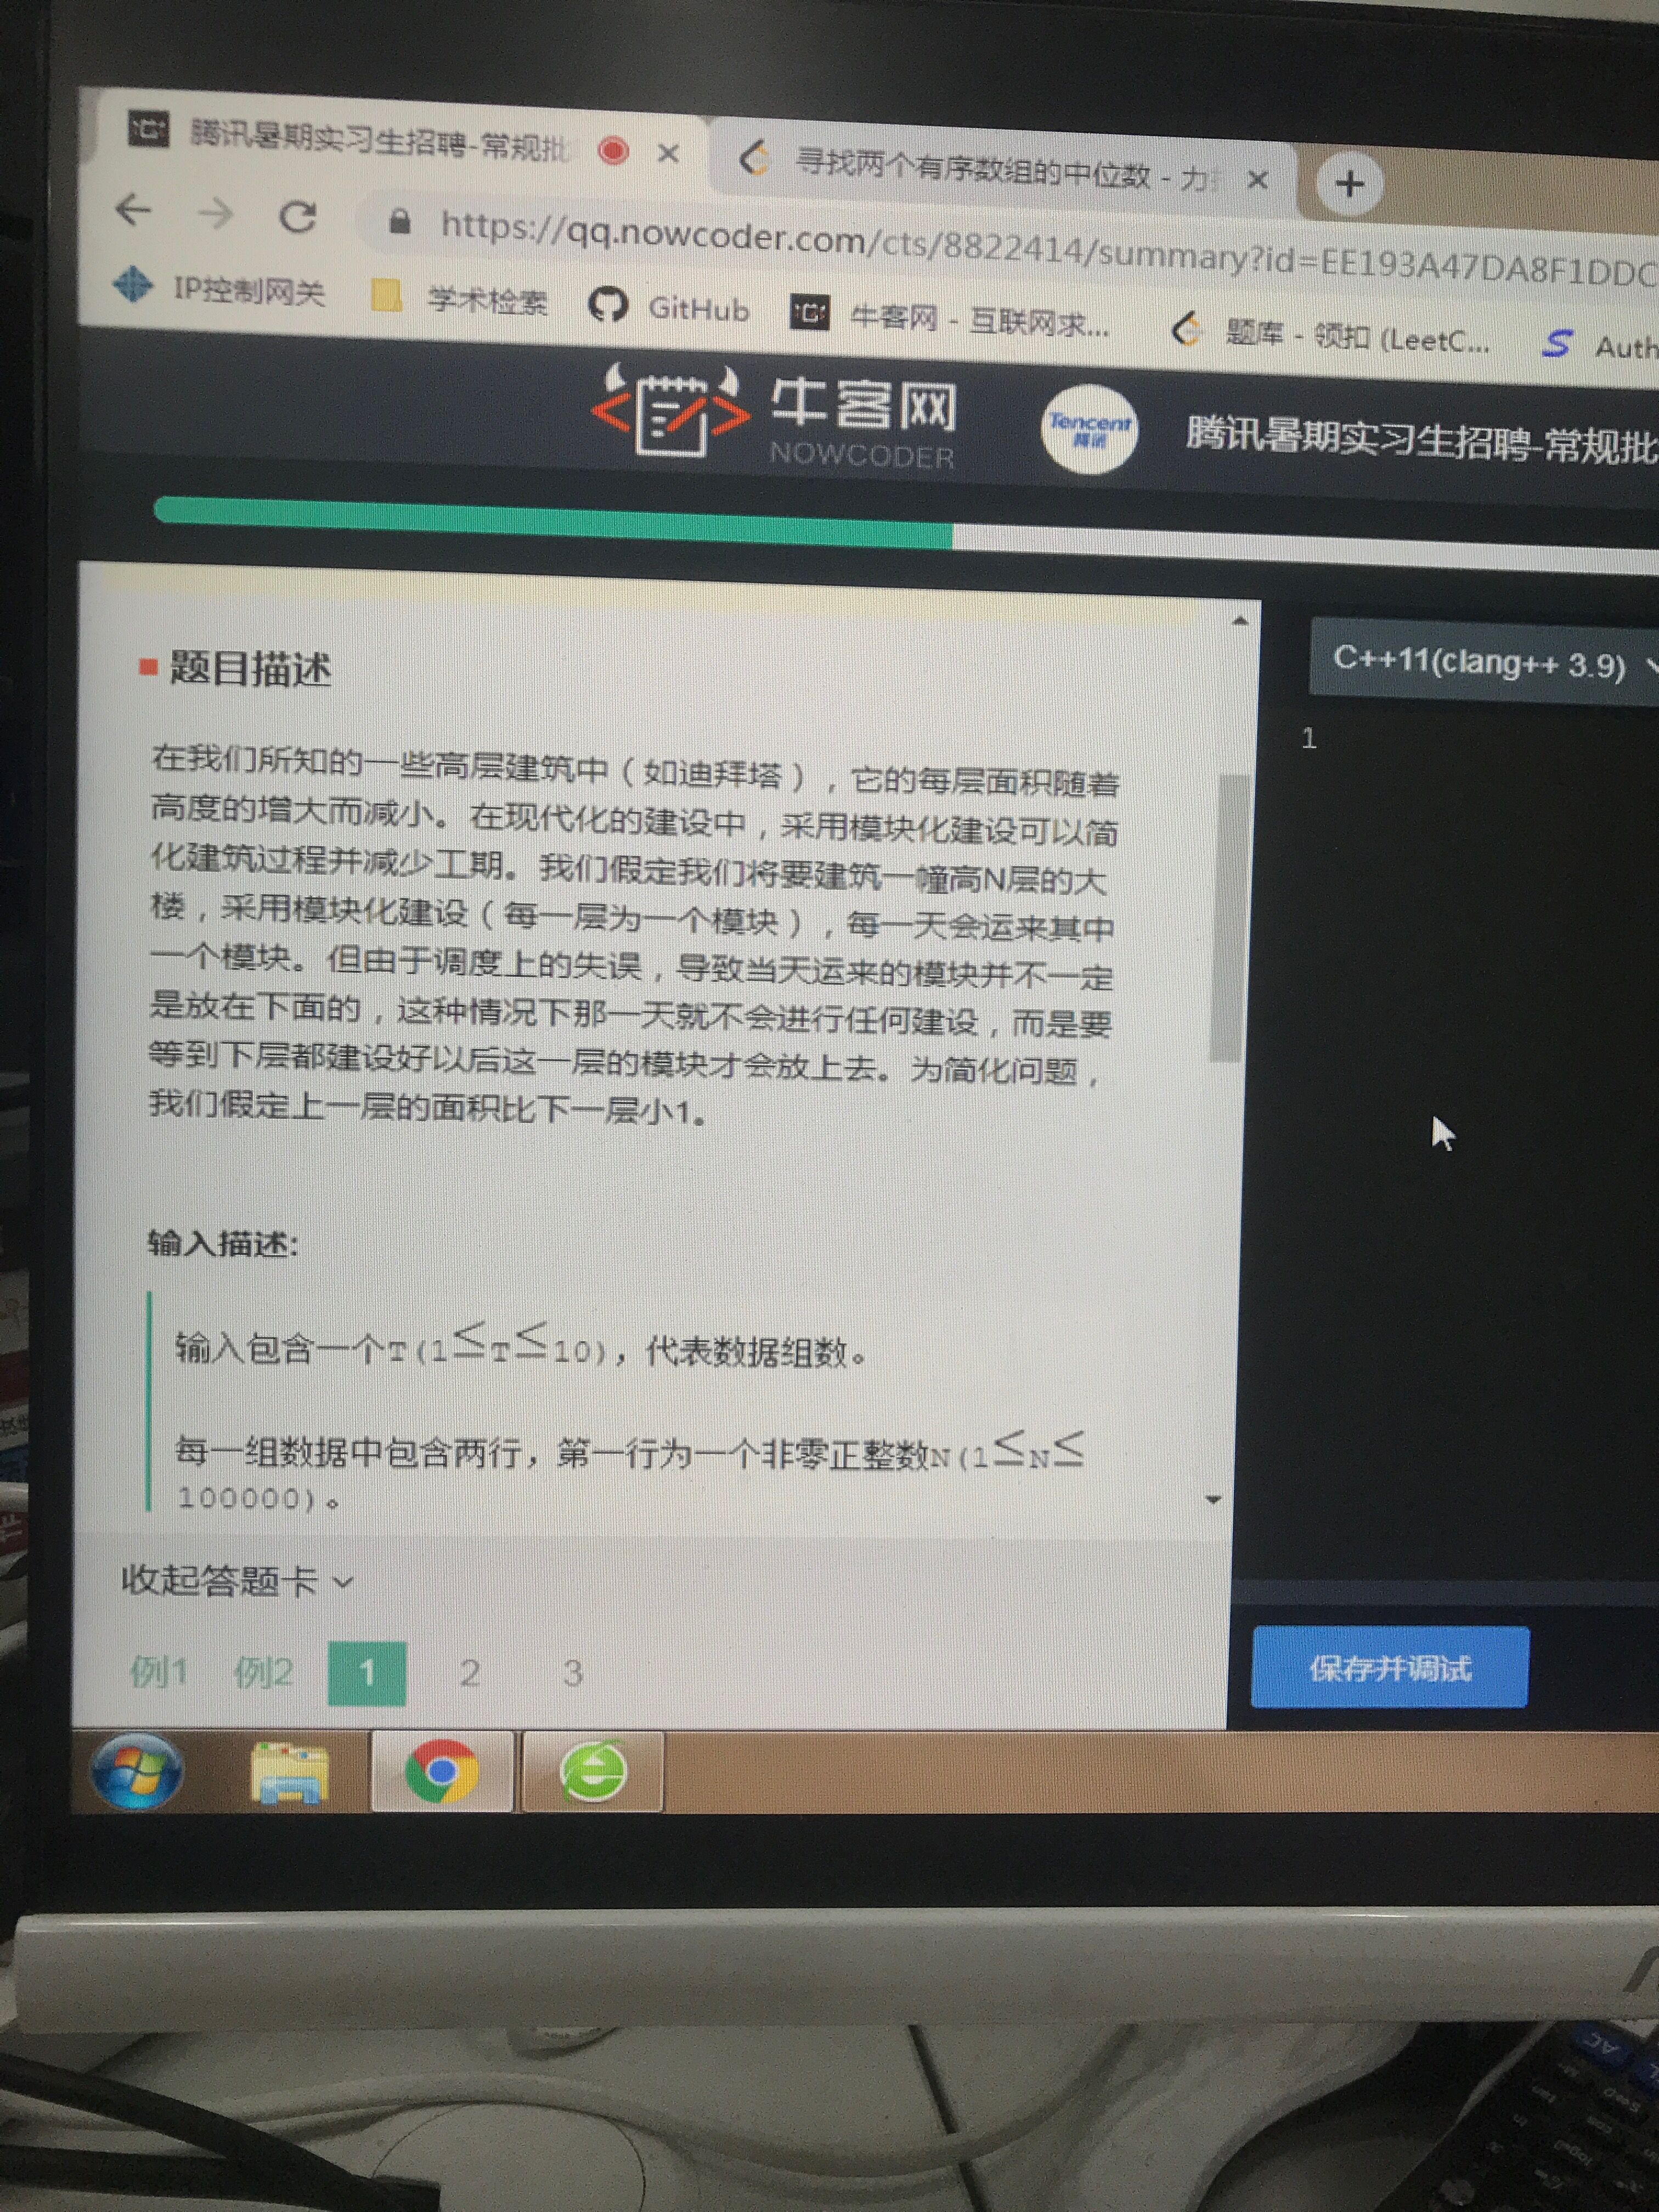 腾讯暑期实习生招聘-常规批
寻找两个有序数组的中位数 - 力
https://qq.nowcoder.com/cts/8822414/summary?id=EE193A47DA8F1DDC
IP控制网关
学术检索
GitHub
牛客网 - 互联网求...
题库 - 领扣 (LeetC...
Auth
牛客网
NOWCODER
Tencent
腾讯
腾讯暑期实习生招聘-常规批
题目描述
在我们所知的一些高层建筑中（如迪拜塔），它的每层面积随着
高度的增大而减小。在现代化的建设中，采用模块化建设可以简
化建筑过程并减少工期。我们假定我们将要建筑一幢高N层的大
楼，采用模块化建设（每一层为一个模块），每一天会运来其中
一个模块。但由于调度上的失误，导致当天运来的模块并不一定
是放在下面的，这种情况下那一天就不会进行任何建设，而是要
等到下层都建设好以后这一层的模块才会放上去。为简化问题，
我们假定上一层的面积比下一层小1。
输入描述:
输入包含一个T(1≤T≤10)，代表数据组数。
每一组数据中包含两行，第一行为一个非零正整数N(1≤N≤
100000)。
收起答题卡
例1 例2 1 2 3
C++11(clang++ 3.9)
1
保存并调试
AC